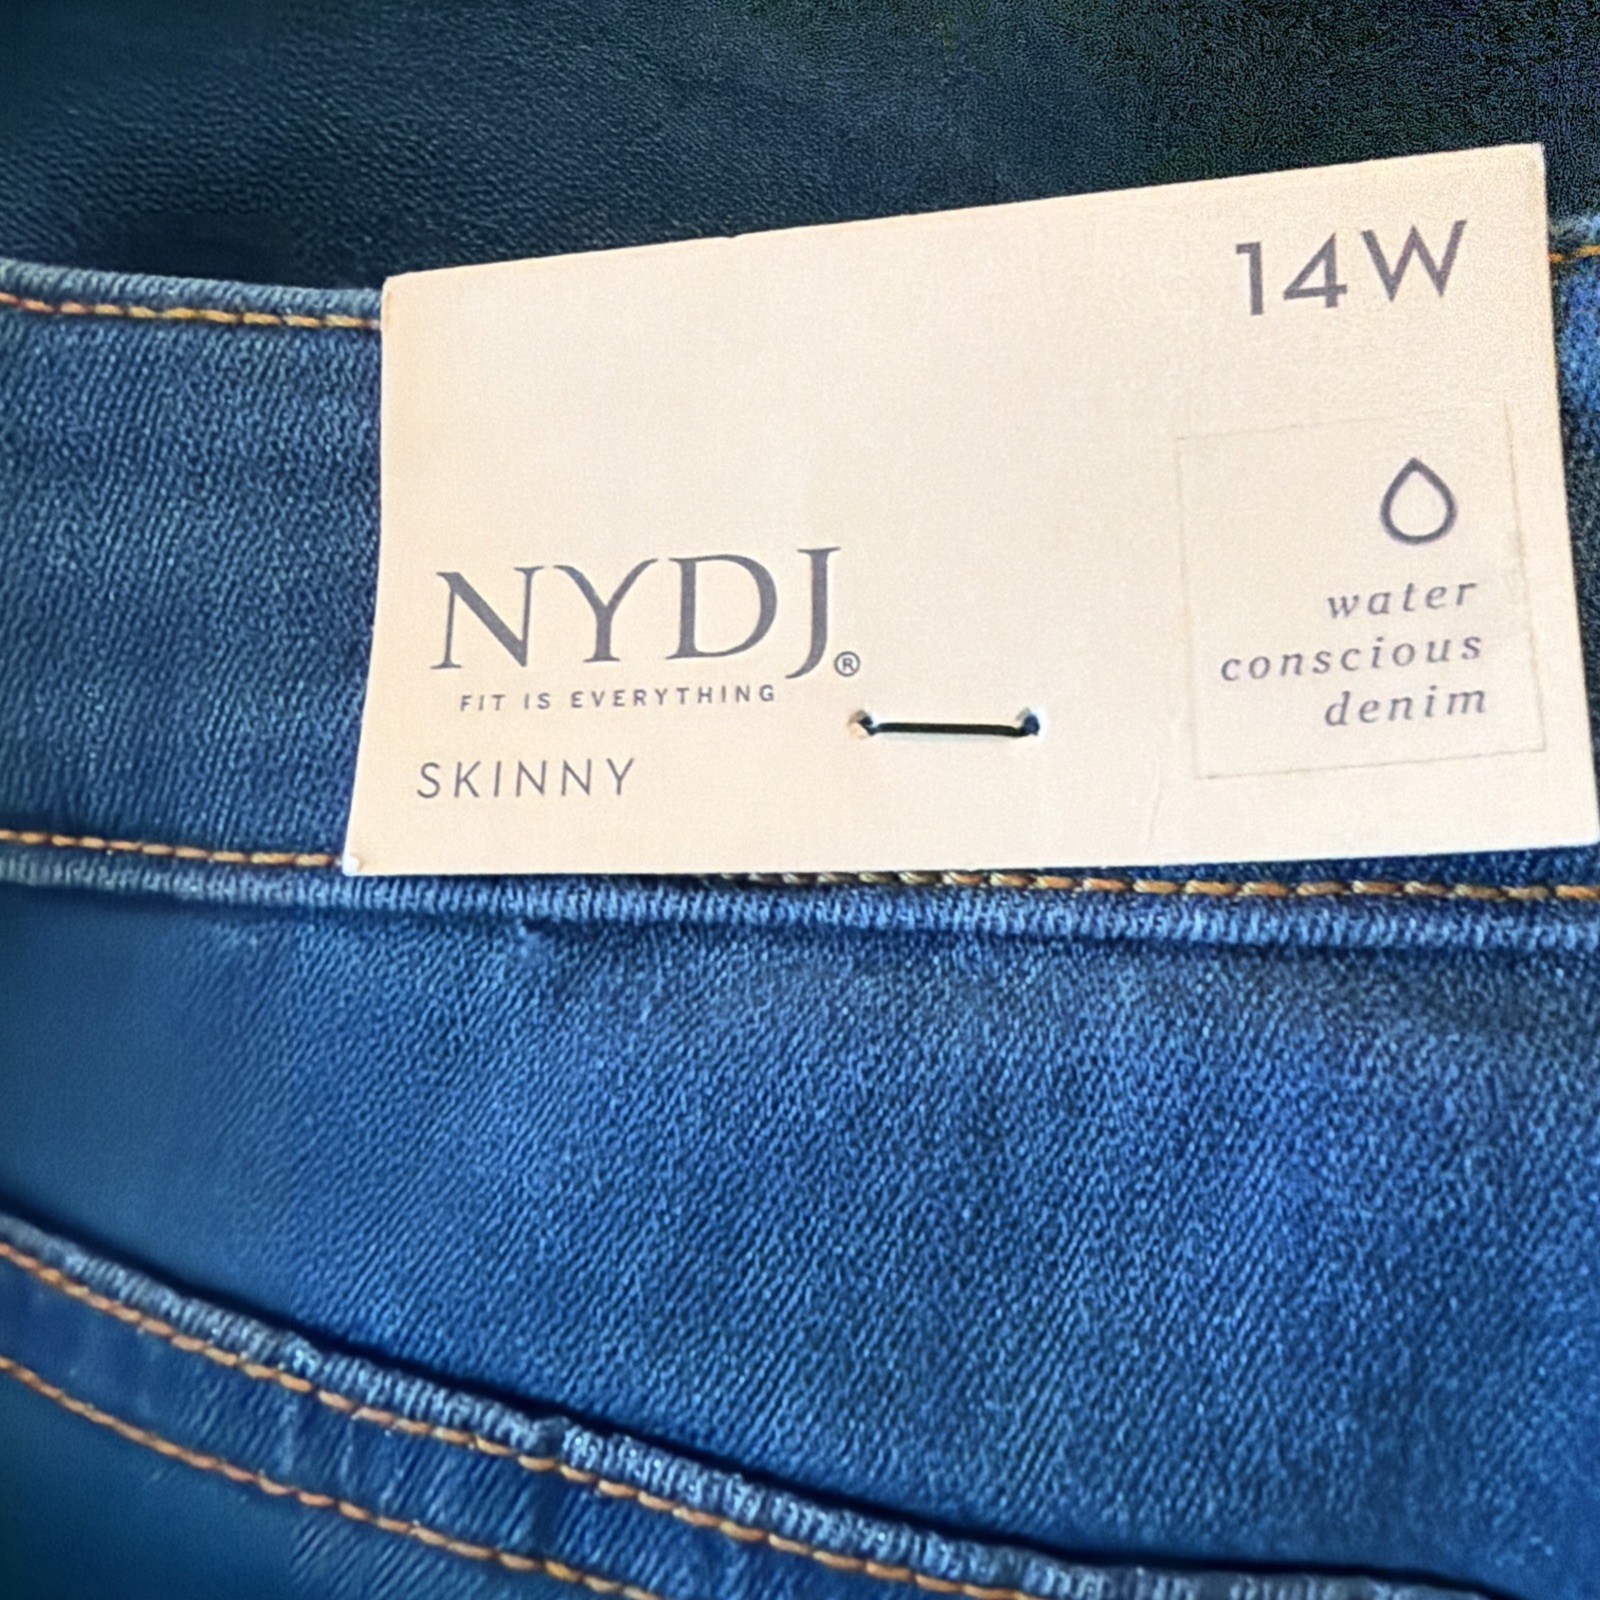 14W
NYDJ®
FIT IS EVERYTHING
SKINNY
water
conscious
denim